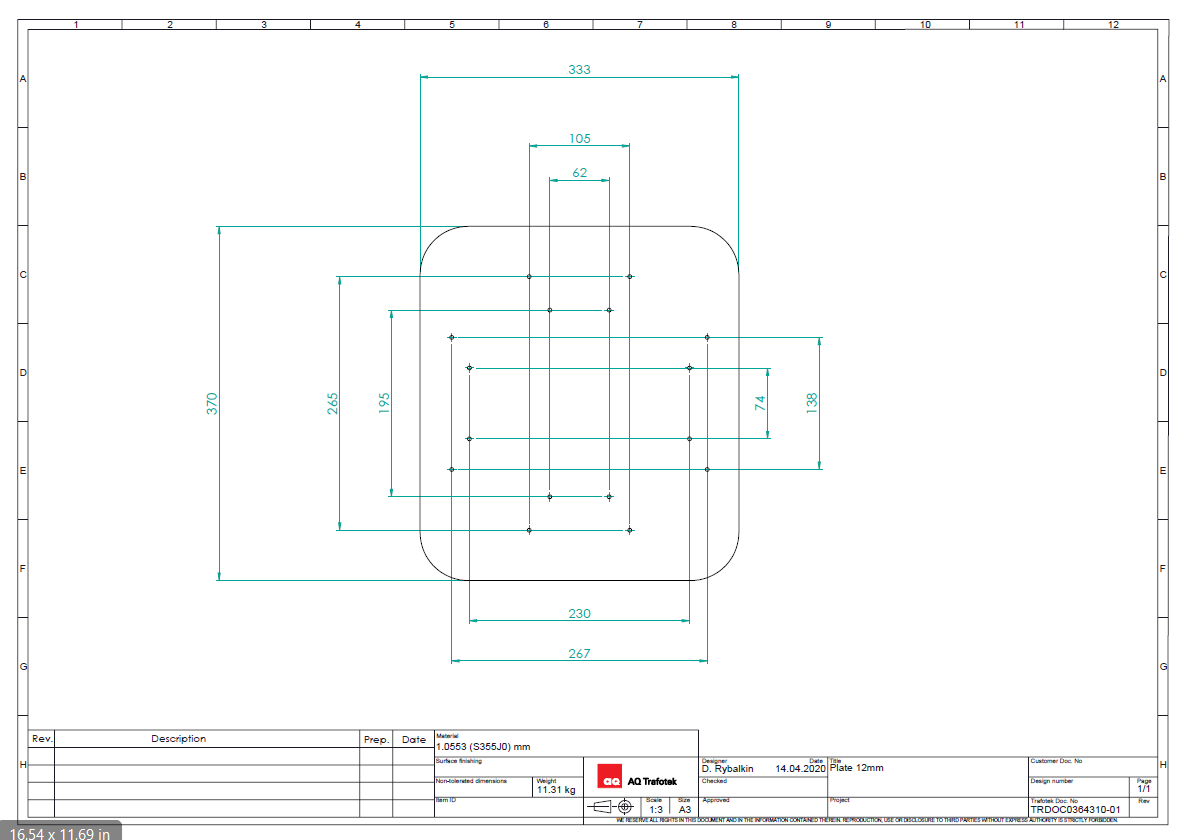 1 2 3 4 5 6 7 8 9 10 11 12
A A
333
105
B B
62
C C
D D
370 265 195 74 138
E E
F F
230
267
G G
Rev. Description Prep. Date
Material
1.0553 (S355J0) mm
H H
Surface finishing
Non-tolerated dimensions
Weight
11.31 kg
Item ID
aq AQ Trafotek
Scale
1:3
Size
A3
Designer
D. Rybalkin
Date
14.04.2020
Title
Plate 12mm
Checked
Approved
Project
Customer Doc. No
Design number
Page
1/1
Trafotek Doc. No
TRDOC0364310-01
Rev
WE RESERVE ALL RIGHTS IN THIS DOCUMENT AND IN THE INFORMATION CONTAINED THEREIN. REPRODUCTION, USE OR DISCLOSURE TO THIRD PARTIES WITHOUT EXPRESS AUTHORITY IS STRICTLY FORBIDDEN.
16.54 x 11.69 in